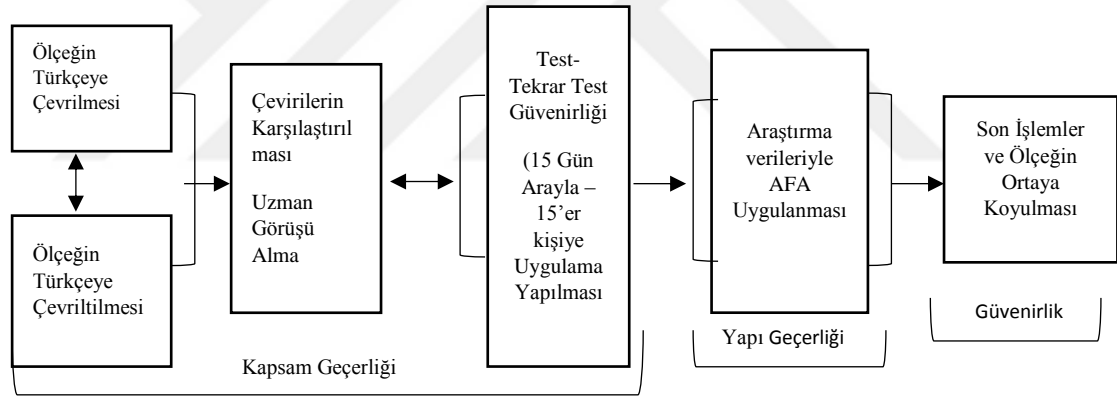 Ölçeğin
Türkçeye
Çevrilmesi
Ölçeğin
Türkçeye
Çevriltilmesi
Çevirilerin
Karşılaştırıl
ması
Uzman
Görüşü
Alma
Test-
Tekrar Test
Güvenirliği
(15 Gün
Arayla –
15’er
kişiye
Uygulama
Yapılması
Araştırma
verileriyle
AFA
Uygulanması
Son İşlemler
ve Ölçeğin
Ortaya
Koyulması
Kapsam Geçerliği
Yapı Geçerliği
Güvenirlik